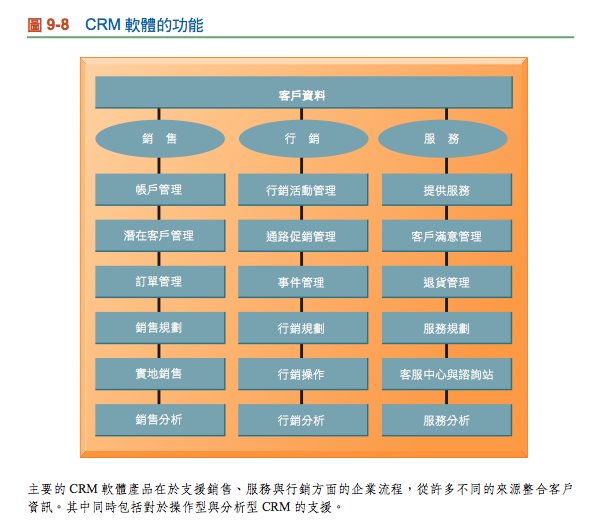 圖 9-8 CRM 軟體的功能
客戶資料
銷 售 行 銷 服 務
帳戶管理 行銷活動管理 提供服務
潛在客戶管理 通路促銷管理 客戶滿意管理
訂單管理 事件管理 退貨管理
銷售規劃 行銷規劃 服務規劃
實地銷售 行銷操作 客服中心與諮詢站
銷售分析 行銷分析 服務分析
主要的 CRM 軟體產品在於支援銷售、服務與行銷方面的企業流程，從許多不同的來源整合客戶
資訊。其中同時包括對於操作型與分析型 CRM 的支援。